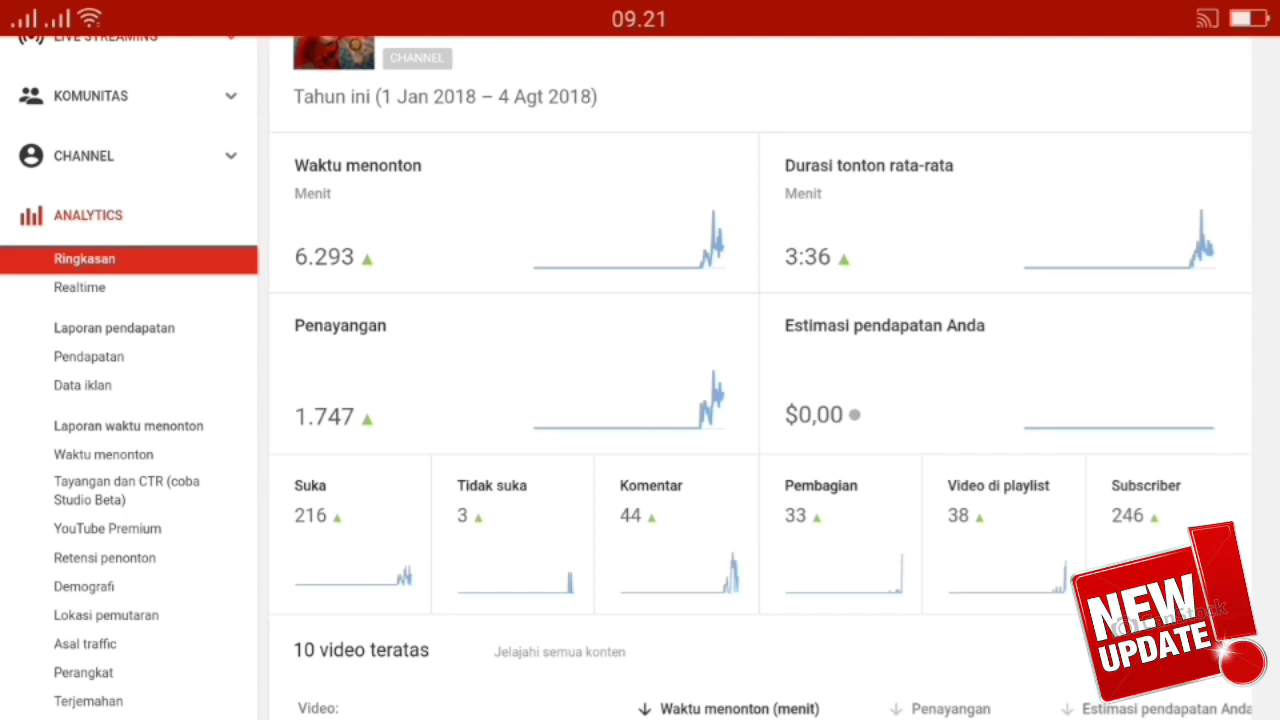 09.21
LIVE STREAMING
CHANNEL
KOMUNITAS
Tahun ini (1 Jan 2018 – 4 Agt 2018)
CHANNEL
ANALYTICS
Ringkasan
Realtime
Laporan pendapatan
Pendapatan
Data iklan
Laporan waktu menonton
Waktu menonton
Tayangan dan CTR (coba
Studio Beta)
YouTube Premium
Retensi penonton
Demografi
Lokasi pemutaran
Asal traffic
Perangkat
Terjemahan
Waktu menonton
Menit
6.293
Durasi tonton rata-rata
Menit
3:36
Penayangan
1.747
Estimasi pendapatan Anda
$0,00
Suka
216
Tidak suka
3
Komentar
44
Pembagian
33
Video di playlist
38
Subscriber
246
10 video teratas
Jelajahi semua konten
Video:
Waktu menonton (menit)
Penayangan
Estimasi pendapatan Anda
NEW
UPDATE
CanStock